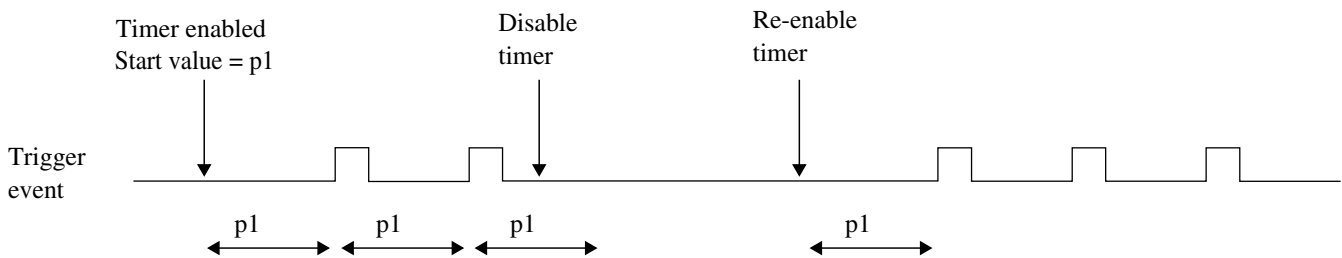 Timer enabled
Start value = p1
Disable
timer
Re-enable
timer
Trigger
event
p1
p1
p1
p1